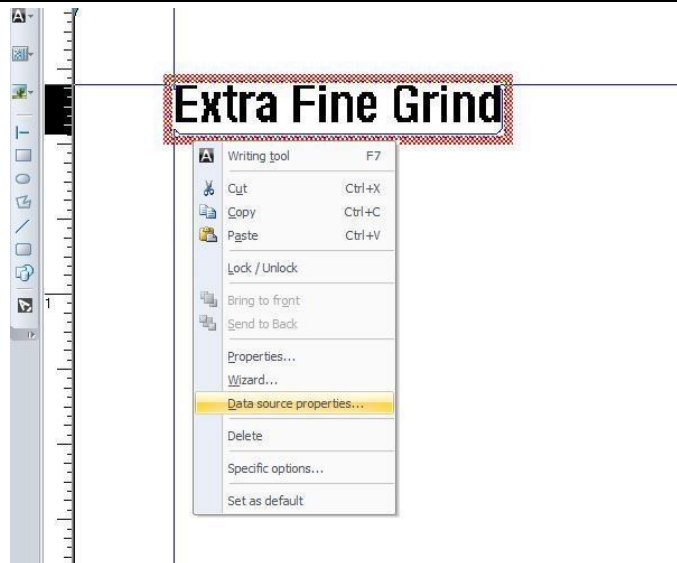 A
Extra Fine Grind
A Writing tool F7
Cut Ctrl+X
Copy Ctrl+C
Paste Ctrl+V
Lock / Unlock
Bring to front
Send to Back
Properties...
Wizard...
Data source properties...
Delete
Specific options...
Set as default
1